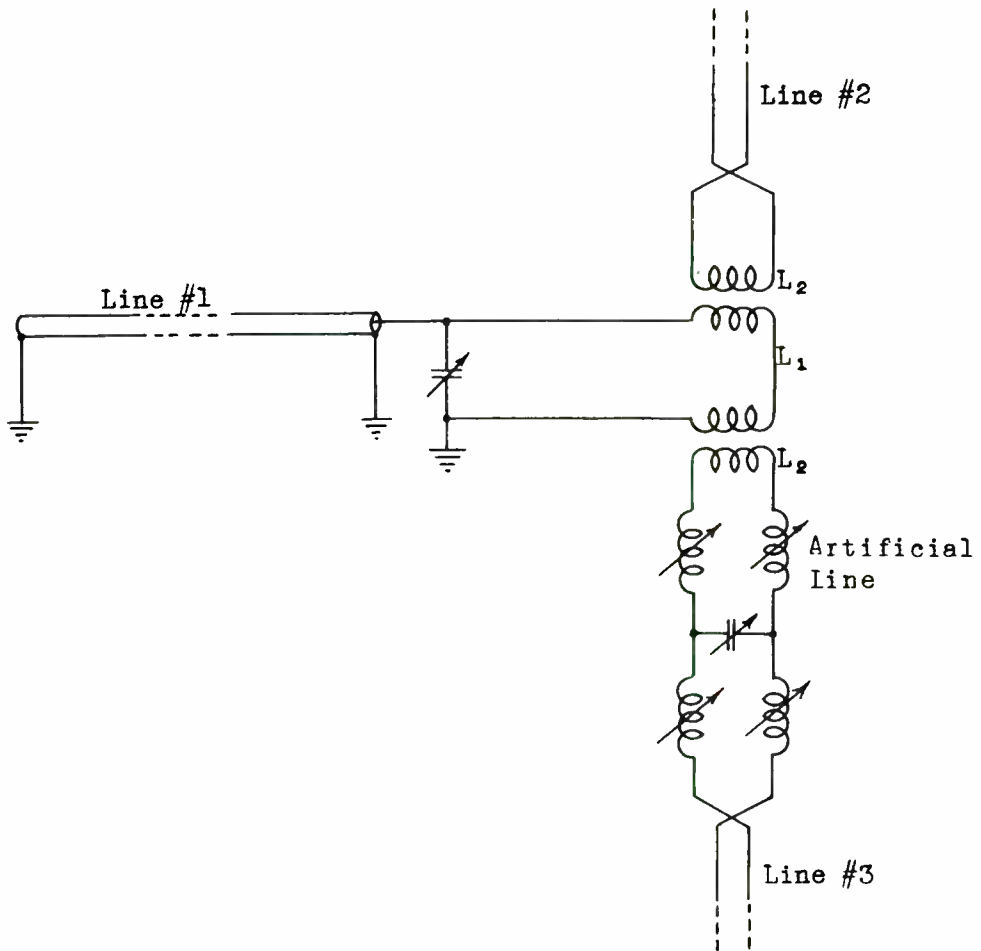 Line #2
L₂
Line #1
L₁
L₂
Artificial
Line
Line #3